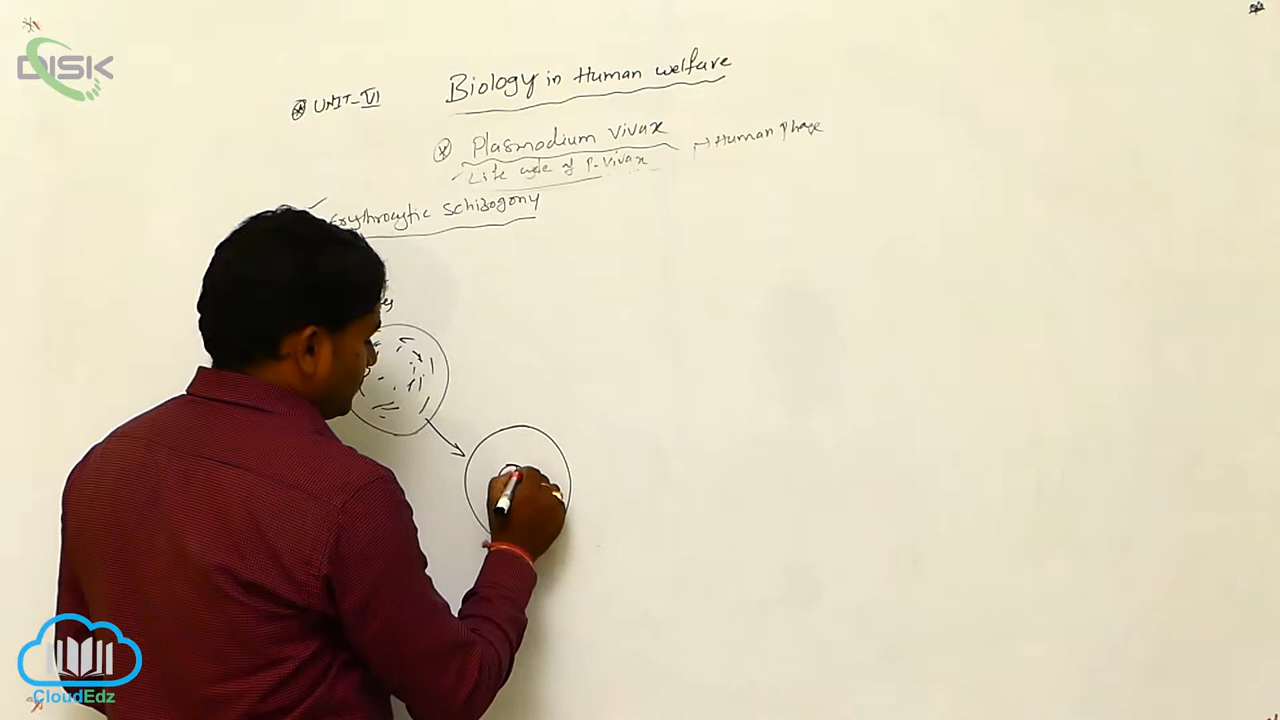 DISK
UNIT-VI Biology in Human welfare
Plasmodium vivax
Life cycle of P-vivax → Human Phase
Erythrocytic Schizogony
CloudEdz